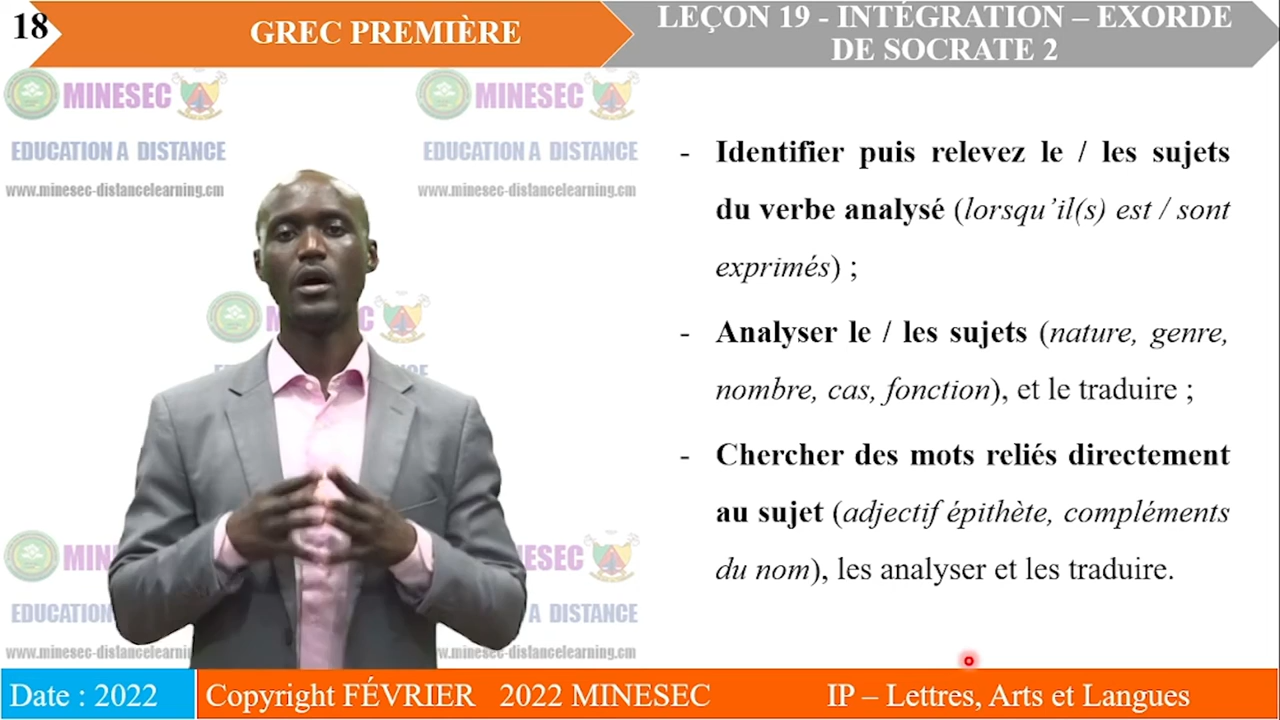 18
GREC PREMIÈRE
LEÇON 19 - INTÉGRATION – EXORDE
DE SOCRATE 2
MINESEC
EDUCATION A DISTANCE
www.minesec-distancelearning.cm
MINESEC
EDUCATION A DISTANCE
www.minesec-distancelearning.cm
- Identifier puis relevez le / les sujets
du verbe analysé (lorsqu’il(s) est / sont
exprimés) ;
- Analyser le / les sujets (nature, genre,
nombre, cas, fonction), et le traduire ;
- Chercher des mots reliés directement
au sujet (adjectif épithète, compléments
du nom), les analyser et les traduire.
MIN
EDUCATION
www.minesec-distancelearnin
ESEC
A DISTANCE
w.minesec-distancelearning.cm
Date : 2022
Copyright FÉVRIER 2022 MINESEC
IP – Lettres, Arts et Langues